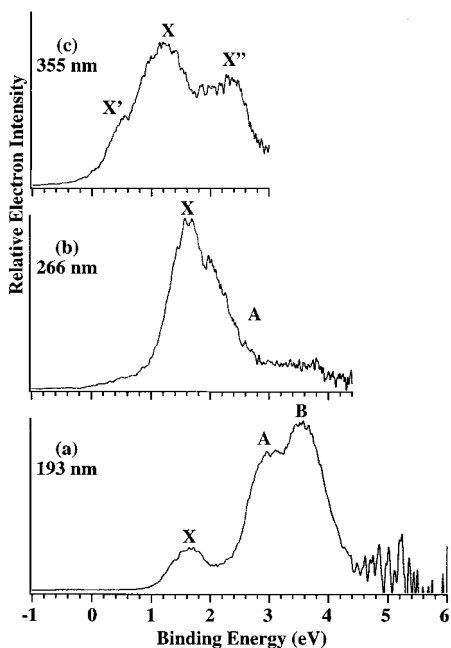 Relative Electron Intensity
(c)
355 nm
X'
X
X"
(b)
266 nm
X
A
(a)
193 nm
X
A
B
-1 0 1 2 3 4 5 6
Binding Energy (eV)